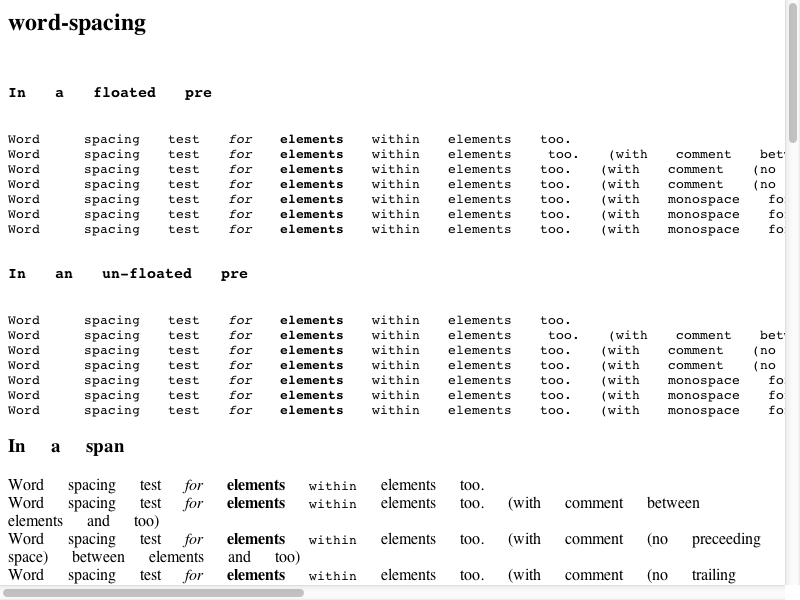 word-spacing
In a floated pre
Word spacing test for elements within elements too.
Word spacing test for elements within elements too. (with comment
Word spacing test for elements within elements too. (with comment (no
Word spacing test for elements within elements too. (with comment (no
Word spacing test for elements within elements too. (with monospace
Word spacing test for elements within elements too. (with monospace
Word spacing test for elements within elements too. (with monospace
In an un-floated pre
Word spacing test for elements within elements too.
Word spacing test for elements within elements too. (with comment
Word spacing test for elements within elements too. (with comment (no
Word spacing test for elements within elements too. (with comment (no
Word spacing test for elements within elements too. (with monospace
Word spacing test for elements within elements too. (with monospace
Word spacing test for elements within elements too. (with monospace
In a span
Word spacing test for elements within elements too.
Word spacing test for elements within elements too. (with comment between
elements and too)
Word spacing test for elements within elements too. (with comment (no preceeding
space) between elements and too)
Word spacing test for elements within elements too. (with comment (no trailing